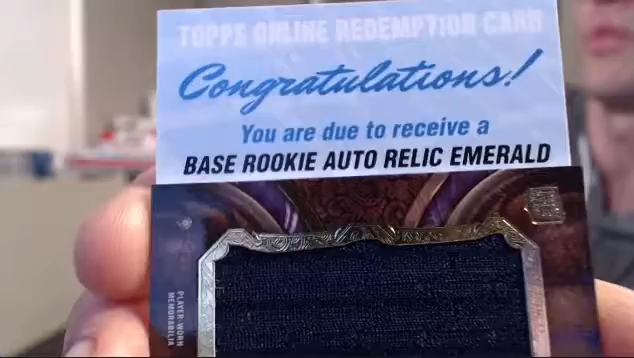 TOPPS ONLINE REDEMPTION CARD
Congratulations!
You are due to receive a
BASE ROOKIE AUTO RELIC EMERALD
PLAYER-WORN
MEMORABILIA